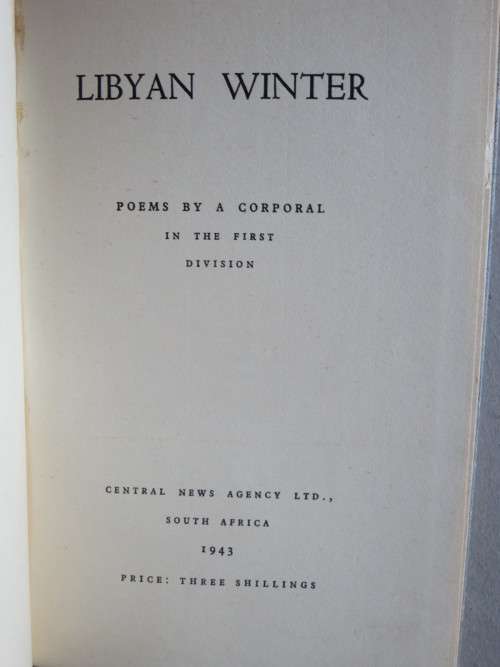 LIBYAN WINTER
POEMS BY A CORPORAL
IN THE FIRST
DIVISION
CENTRAL NEWS AGENCY LTD.,
SOUTH AFRICA
1943
PRICE: THREE SHILLINGS